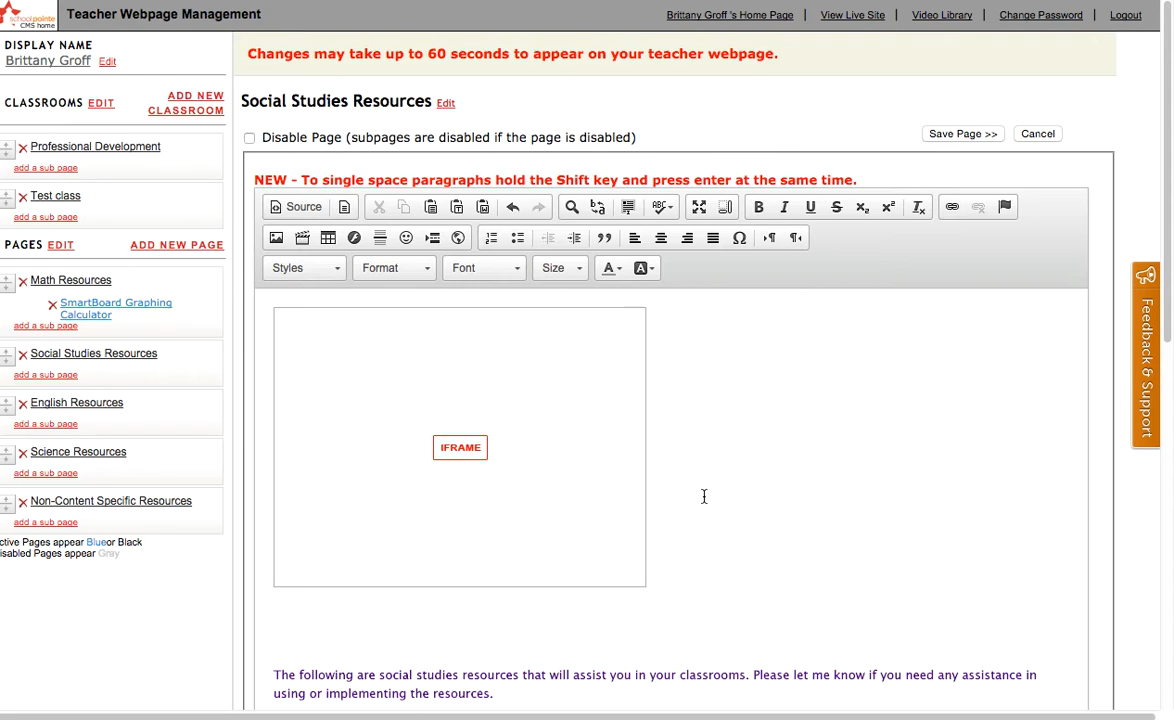 schoolpointe
CMS home
Teacher Webpage Management
Brittany Groff 's Home Page | View Live Site | Video Library | Change Password | Logout
DISPLAY NAME
Brittany Groff Edit
CLASSROOMS EDIT
ADD NEW
CLASSROOM
Professional Development
add a sub page
Test class
add a sub page
PAGES EDIT
ADD NEW PAGE
Math Resources
SmartBoard Graphing
Calculator
add a sub page
Social Studies Resources
add a sub page
English Resources
add a sub page
Science Resources
add a sub page
Non-Content Specific Resources
add a sub page
ctive Pages appear Blueor Black
isabled Pages appear Gray
Changes may take up to 60 seconds to appear on your teacher webpage.
Social Studies Resources Edit
Disable Page (subpages are disabled if the page is disabled)
Save Page >>
Cancel
NEW - To single space paragraphs hold the Shift key and press enter at the same time.
Source
ABC
B I U S x₂ x² Tx
Styles Format Font Size A A
IFRAME
The following are social studies resources that will assist you in your classrooms. Please let me know if you need any assistance in
using or implementing the resources.
Feedback & Support